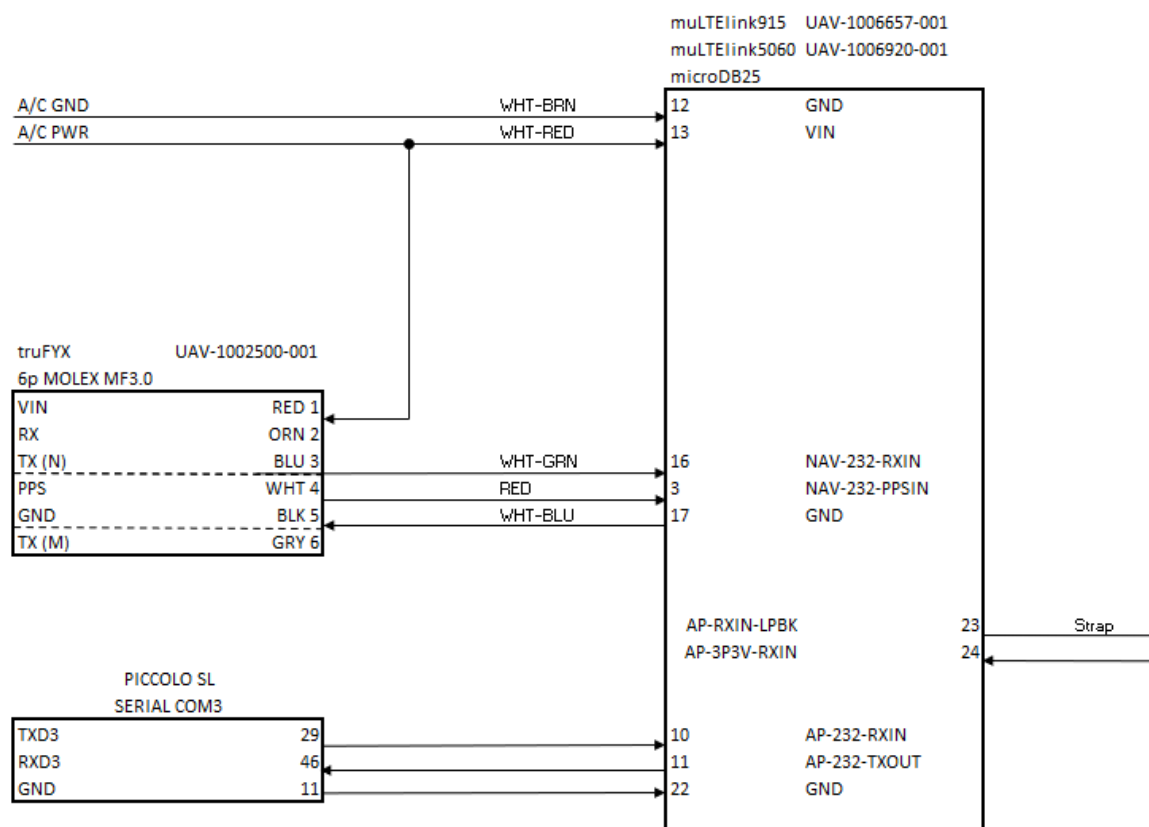 muLTElink915 UAV-1006657-001
muLTElink5060 UAV-1006920-001
microDB25
A/C GND WHT-BRN 12 GND
A/C PWR WHT-RED 13 VIN
truFYX UAV-1002500-001
6p MOLEX MF3.0
VIN RED 1
RX ORN 2
TX (N) BLU 3 WHT-GRN 16 NAV-232-RXIN
PPS WHT 4 RED 3 NAV-232-PPSIN
GND BLK 5 WHT-BLU 17 GND
TX (M) GRY 6
AP-RXIN-LPBK 23 Strap
AP-3P3V-RXIN 24
PICCOLO SL
SERIAL COM3
TXD3 29 10 AP-232-RXIN
RXD3 46 11 AP-232-TXOUT
GND 11 22 GND